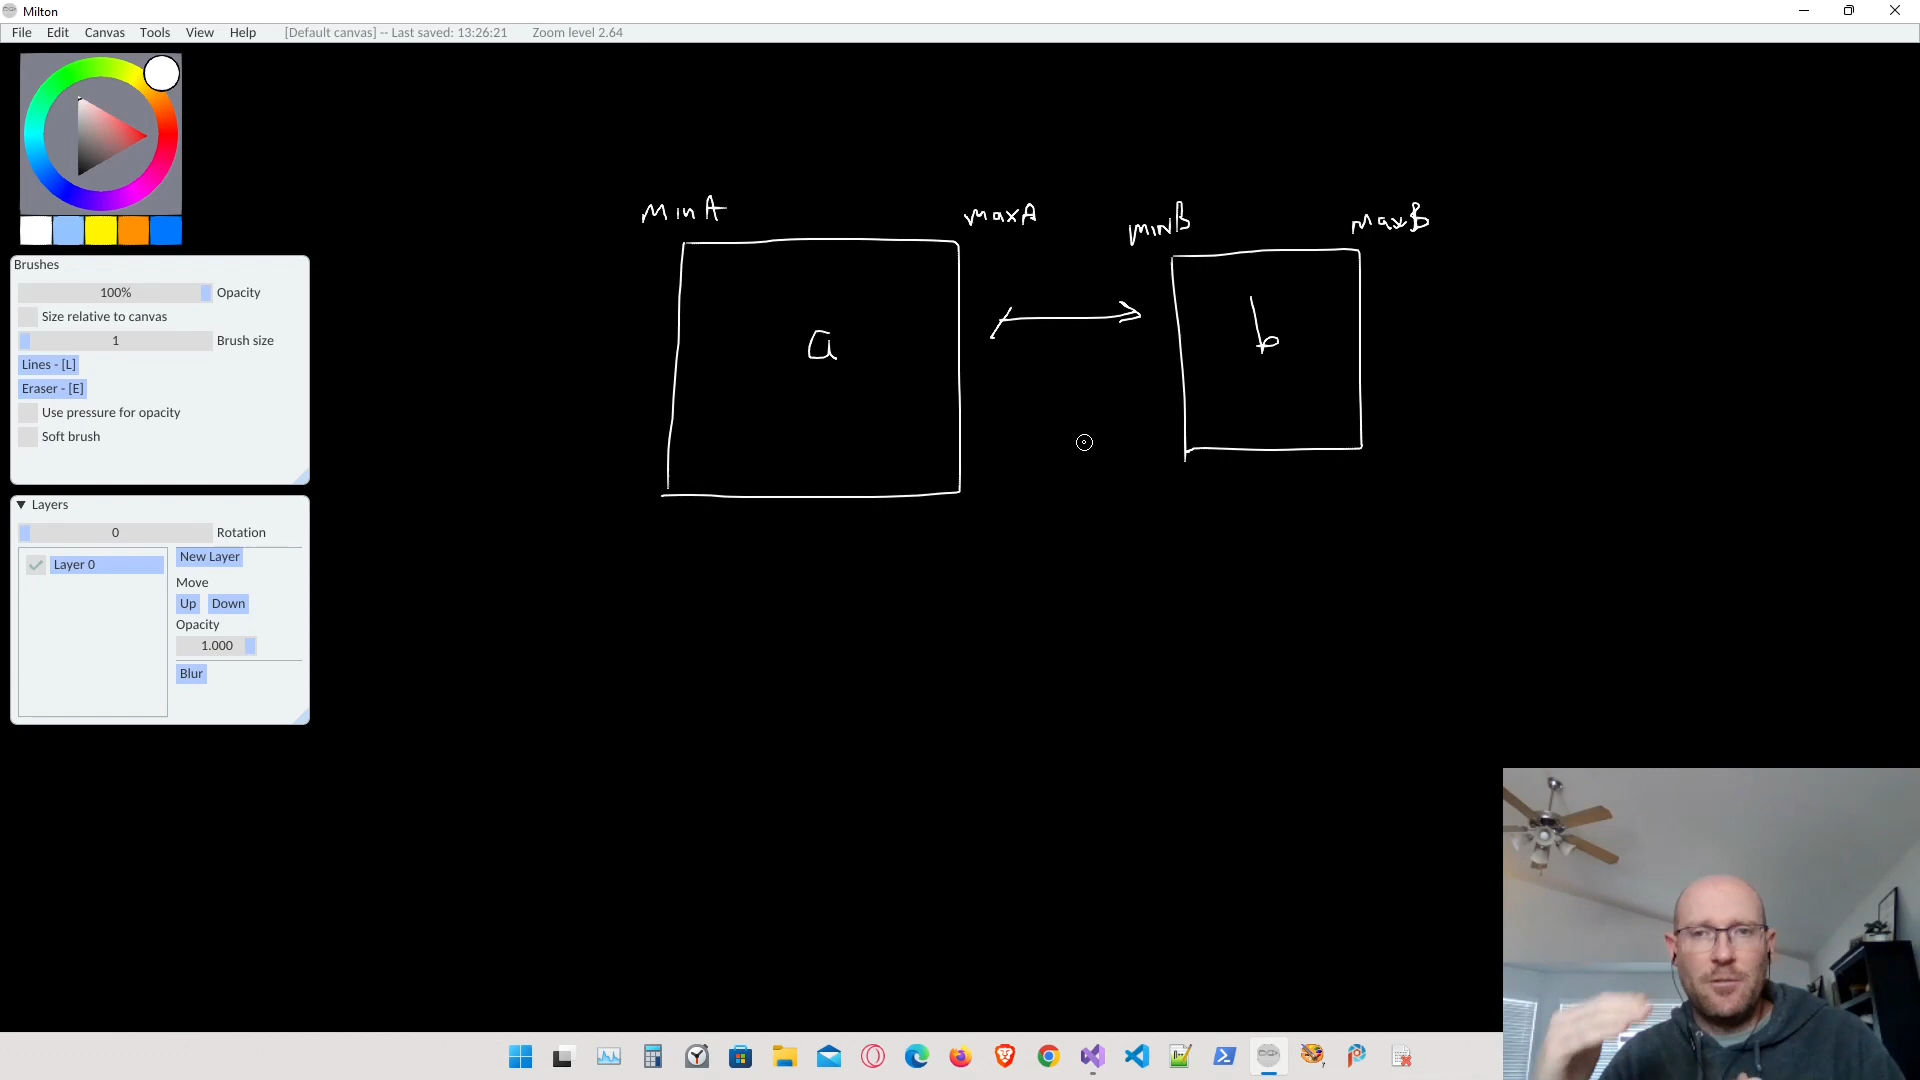 Milton
File Edit Canvas Tools View Help [Default canvas] -- Last saved: 13:26:21 Zoom level 2.64
Brushes
100% Opacity
Size relative to canvas
1 Brush size
Lines - [L]
Eraser - [E]
Use pressure for opacity
Soft brush
Layers
0 Rotation
Layer 0
New Layer
Move
Up Down
Opacity
1.000
Blur
MinA
maxA
minB
maxB
a
b